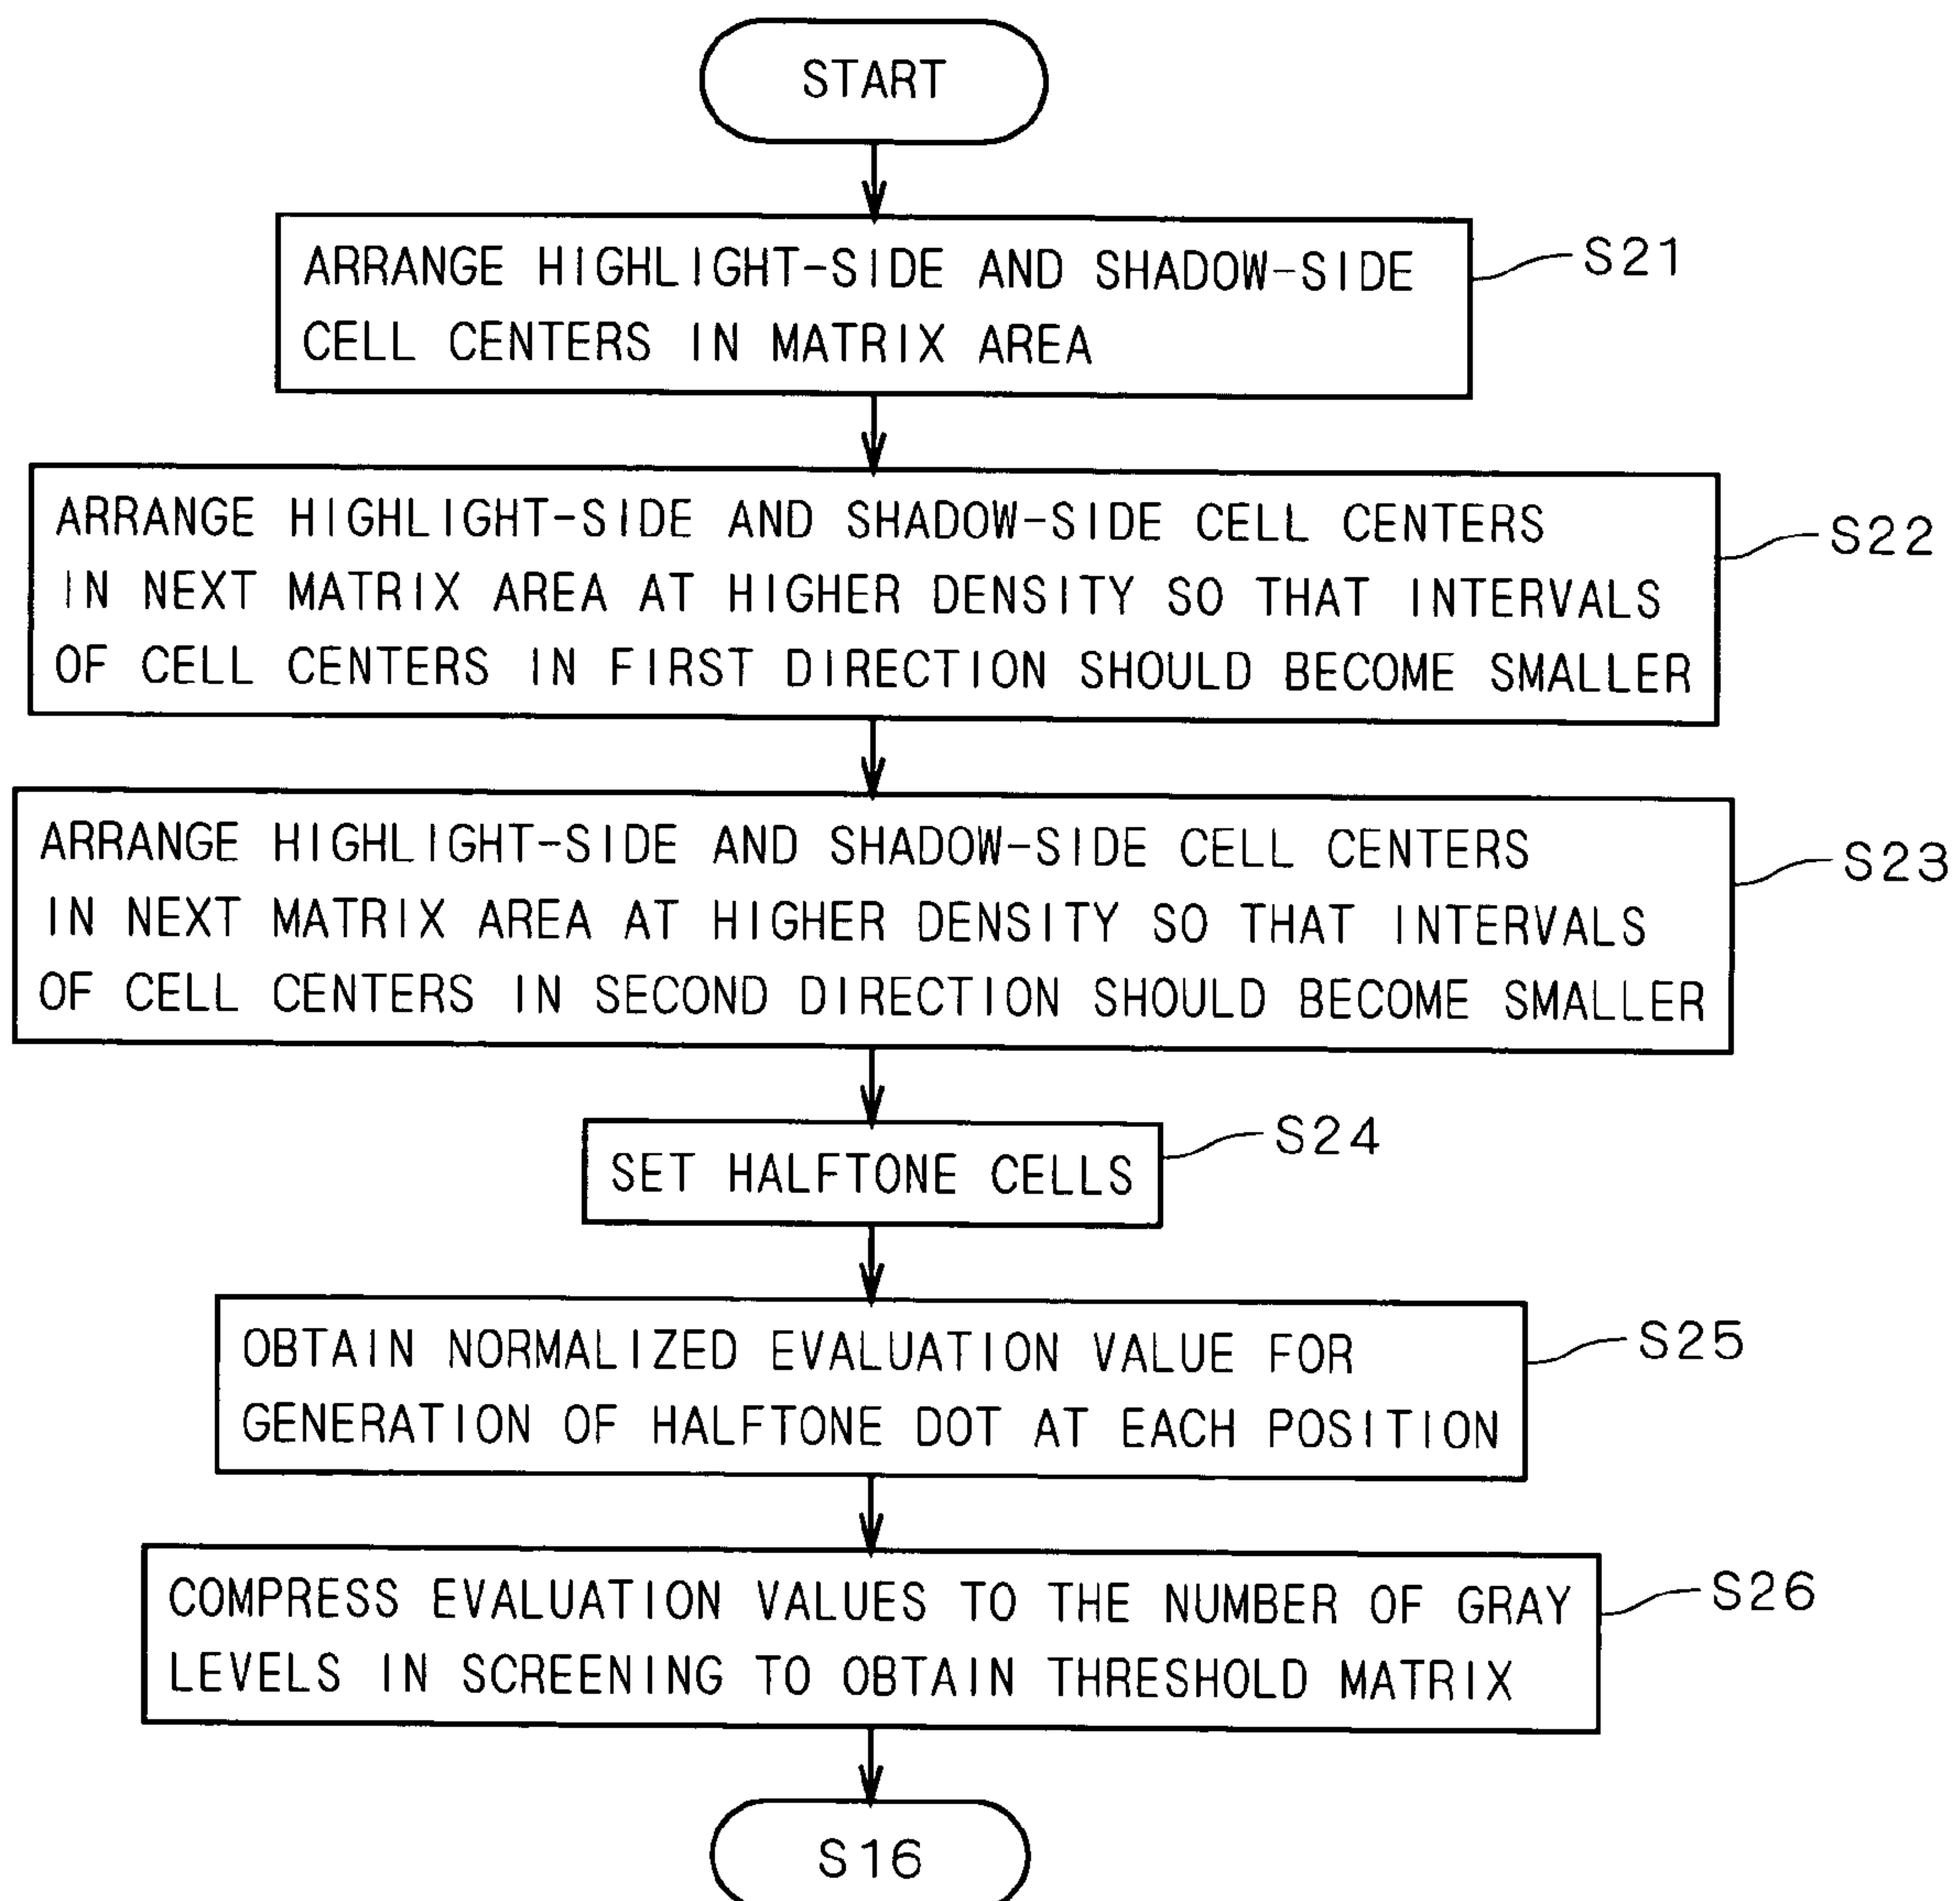 START
ARRANGE HIGHLIGHT-SIDE AND SHADOW-SIDE
CELL CENTERS IN MATRIX AREA
S21
ARRANGE HIGHLIGHT-SIDE AND SHADOW-SIDE CELL CENTERS
IN NEXT MATRIX AREA AT HIGHER DENSITY SO THAT INTERVALS
OF CELL CENTERS IN FIRST DIRECTION SHOULD BECOME SMALLER
S22
ARRANGE HIGHLIGHT-SIDE AND SHADOW-SIDE CELL CENTERS
IN NEXT MATRIX AREA AT HIGHER DENSITY SO THAT INTERVALS
OF CELL CENTERS IN SECOND DIRECTION SHOULD BECOME SMALLER
S23
SET HALFTONE CELLS
S24
OBTAIN NORMALIZED EVALUATION VALUE FOR
GENERATION OF HALFTONE DOT AT EACH POSITION
S25
COMPRESS EVALUATION VALUES TO THE NUMBER OF GRAY
LEVELS IN SCREENING TO OBTAIN THRESHOLD MATRIX
S26
S16